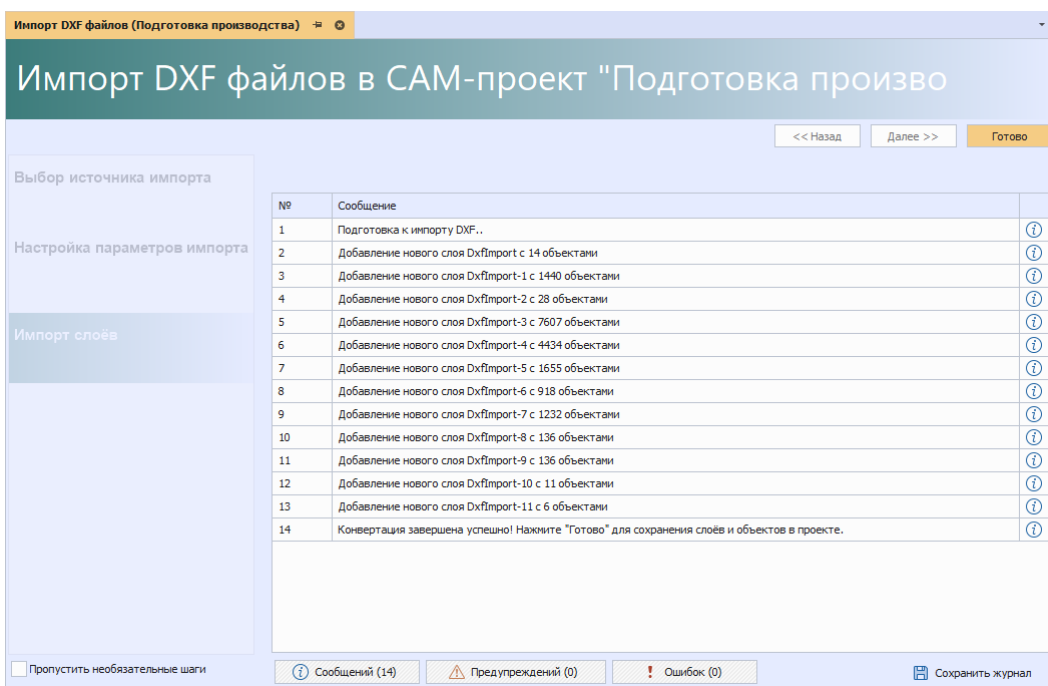 Импорт DXF файлов (Подготовка производства)
Импорт DXF файлов в CAM-проект "Подготовка произво
<< Назад Далее >> Готово
Выбор источника импорта
Настройка параметров импорта
Импорт слоёв
№ Сообщение
1 Подготовка к импорту DXF..
2 Добавление нового слоя DxfImport с 14 объектами
3 Добавление нового слоя DxfImport-1 с 1440 объектами
4 Добавление нового слоя DxfImport-2 с 28 объектами
5 Добавление нового слоя DxfImport-3 с 7607 объектами
6 Добавление нового слоя DxfImport-4 с 4434 объектами
7 Добавление нового слоя DxfImport-5 с 1655 объектами
8 Добавление нового слоя DxfImport-6 с 918 объектами
9 Добавление нового слоя DxfImport-7 с 1232 объектами
10 Добавление нового слоя DxfImport-8 с 136 объектами
11 Добавление нового слоя DxfImport-9 с 136 объектами
12 Добавление нового слоя DxfImport-10 с 11 объектами
13 Добавление нового слоя DxfImport-11 с 6 объектами
14 Конвертация завершена успешно! Нажмите "Готово" для сохранения слоёв и объектов в проекте.
Пропустить необязательные шаги
Сообщений (14) Предупреждений (0) Ошибок (0) Сохранить журнал